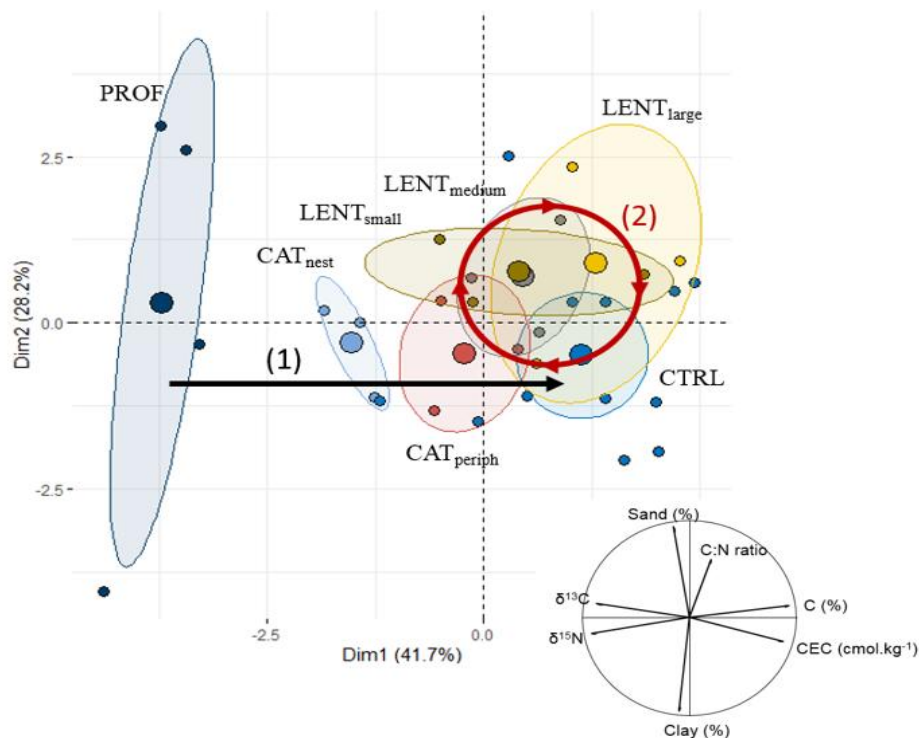 PROF
LENTlarge
2.5
LENTmedium
LENTsmall
(2)
CATnest
0.0
(1)
CTRL
CATperiph
-2.5
Dim2 (28.2%)
-2.5
0.0
Dim1 (41.7%)
Sand (%)
C:N ratio
δ¹³C
C (%)
δ¹⁵N
CEC (cmol.kg⁻¹)
Clay (%)